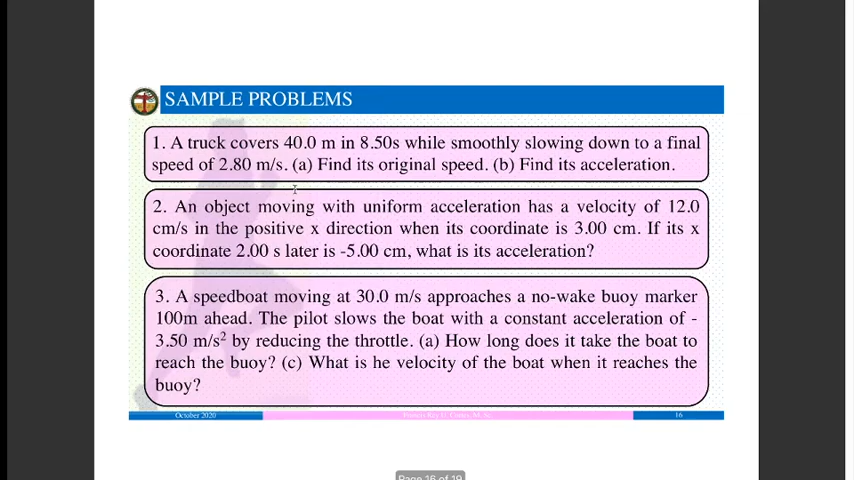 SAMPLE PROBLEMS
1. A truck covers 40.0 m in 8.50s while smoothly slowing down to a final
speed of 2.80 m/s. (a) Find its original speed. (b) Find its acceleration.
2. An object moving with uniform acceleration has a velocity of 12.0
cm/s in the positive x direction when its coordinate is 3.00 cm. If its x
coordinate 2.00 s later is -5.00 cm, what is its acceleration?
3. A speedboat moving at 30.0 m/s approaches a no-wake buoy marker
100m ahead. The pilot slows the boat with a constant acceleration of -
3.50 m/s² by reducing the throttle. (a) How long does it take the boat to
reach the buoy? (c) What is he velocity of the boat when it reaches the
buoy?
October 2020
16
Page 16 of 19